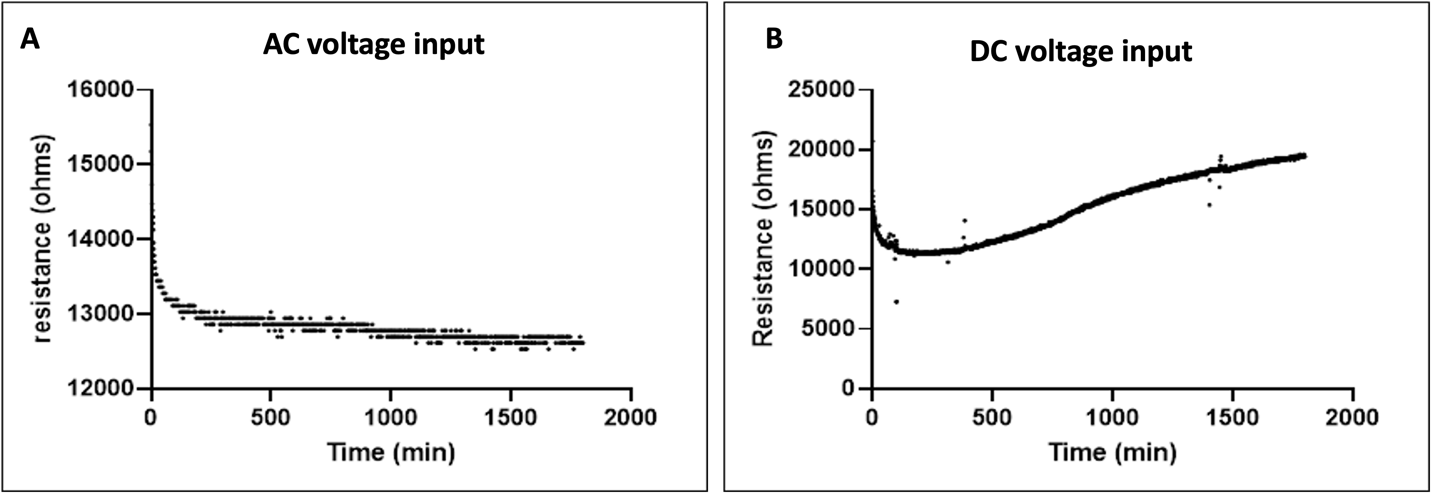 A
AC voltage input
16000
15000
14000
13000
12000
resistance (ohms)
0
500
1000
1500
2000
Time (min)
B
DC voltage input
25000
20000
15000
10000
5000
0
Resistance (ohms)
0
500
1000
1500
2000
Time (min)